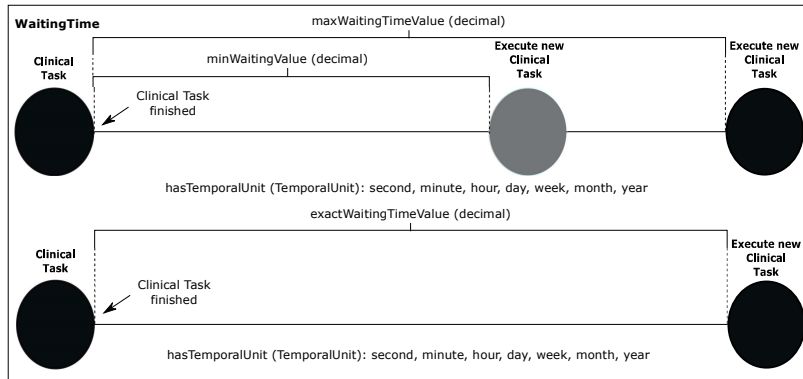 WaitingTime
maxWaitingTimeValue (decimal)
Clinical
Task
minWaitingValue (decimal)
Execute new
Clinical
Task
Execute new
Clinical
Task
Clinical Task
finished
hasTemporalUnit (TemporalUnit): second, minute, hour, day, week, month, year
exactWaitingTimeValue (decimal)
Clinical
Task
Execute new
Clinical
Task
Clinical Task
finished
hasTemporalUnit (TemporalUnit): second, minute, hour, day, week, month, year